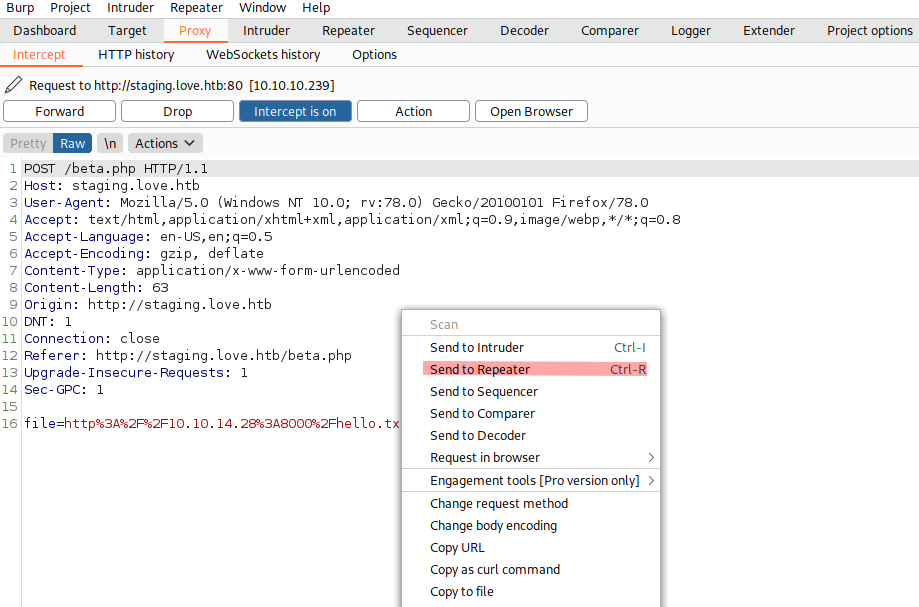 Burp Project Intruder Repeater Window Help
Dashboard Target Proxy Intruder Repeater Sequencer Decoder Comparer Logger Extender Project options
Intercept HTTP history WebSockets history Options
Request to http://staging.love.htb:80 [10.10.10.239]
Forward Drop Intercept is on Action Open Browser
Pretty Raw \n Actions
1 POST /beta.php HTTP/1.1
2 Host: staging.love.htb
3 User-Agent: Mozilla/5.0 (Windows NT 10.0; rv:78.0) Gecko/20100101 Firefox/78.0
4 Accept: text/html,application/xhtml+xml,application/xml;q=0.9,image/webp,*/*;q=0.8
5 Accept-Language: en-US,en;q=0.5
6 Accept-Encoding: gzip, deflate
7 Content-Type: application/x-www-form-urlencoded
8 Content-Length: 63
9 Origin: http://staging.love.htb
10 DNT: 1
11 Connection: close
12 Referer: http://staging.love.htb/beta.php
13 Upgrade-Insecure-Requests: 1
14 Sec-GPC: 1
15
16 file=http%3A%2F%2F10.10.14.28%3A8000%2Fhello.tx
Scan
Send to Intruder Ctrl-I
Send to Repeater Ctrl-R
Send to Sequencer
Send to Comparer
Send to Decoder
Request in browser
Engagement tools [Pro version only]
Change request method
Change body encoding
Copy URL
Copy as curl command
Copy to file